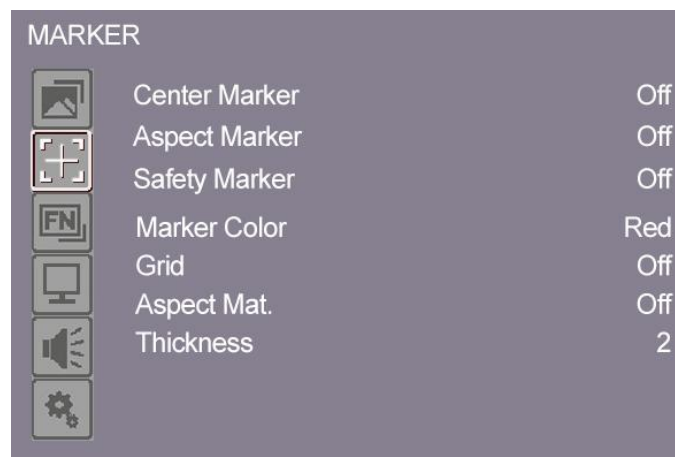 MARKER
Center Marker Off
Aspect Marker Off
Safety Marker Off
FN
Marker Color Red
Grid Off
Aspect Mat. Off
Thickness 2